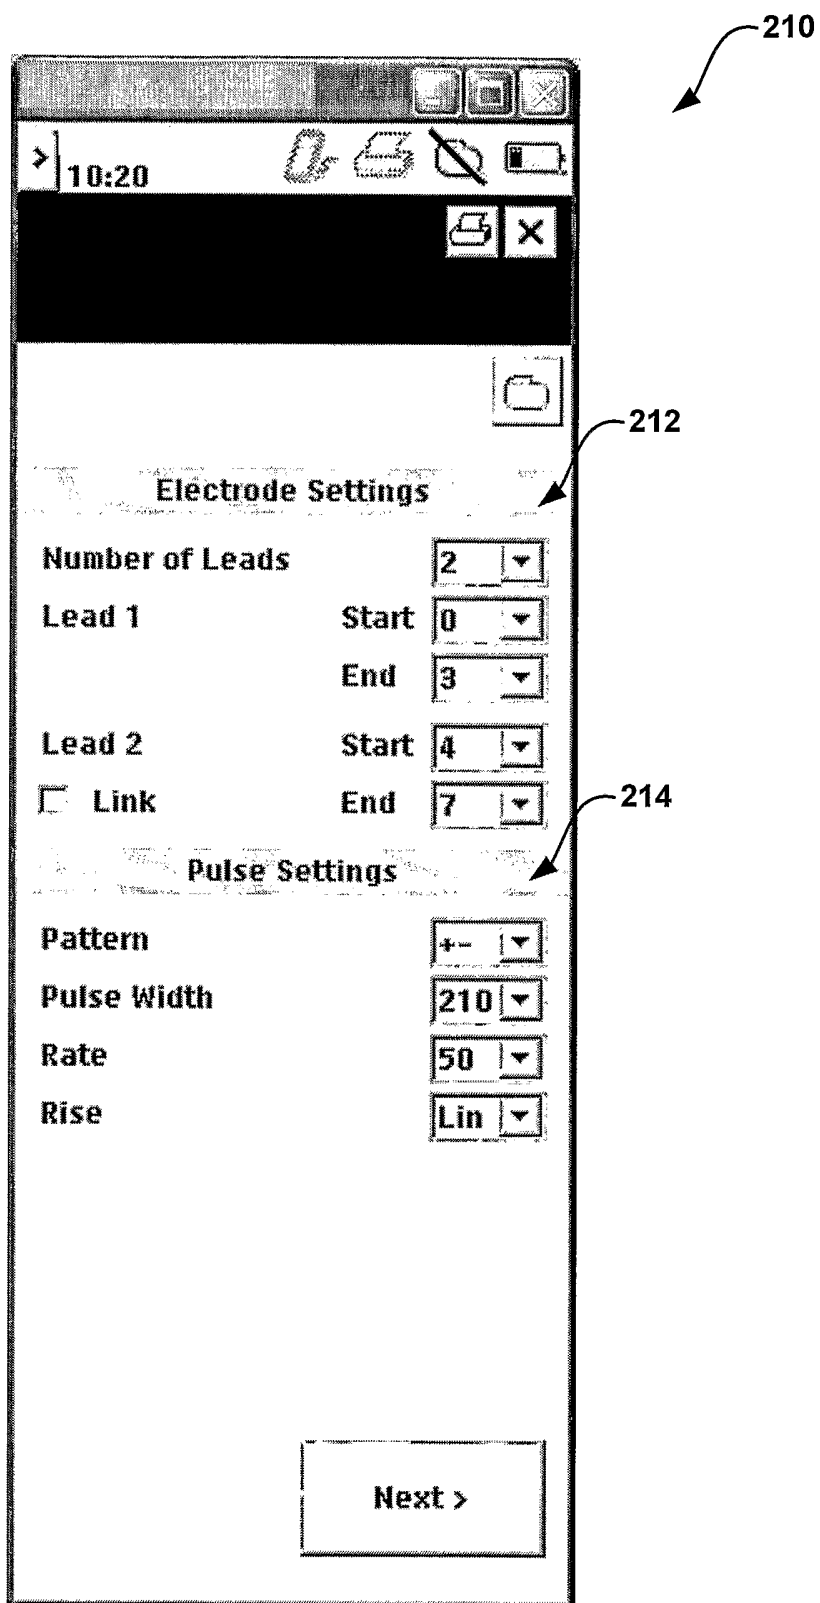 210
10:20
212
Electrode Settings
Number of Leads 2
Lead 1 Start 0
End 3
Lead 2 Start 4
Link End 7
214
Pulse Settings
Pattern +-
Pulse Width 210
Rate 50
Rise Lin
Next >